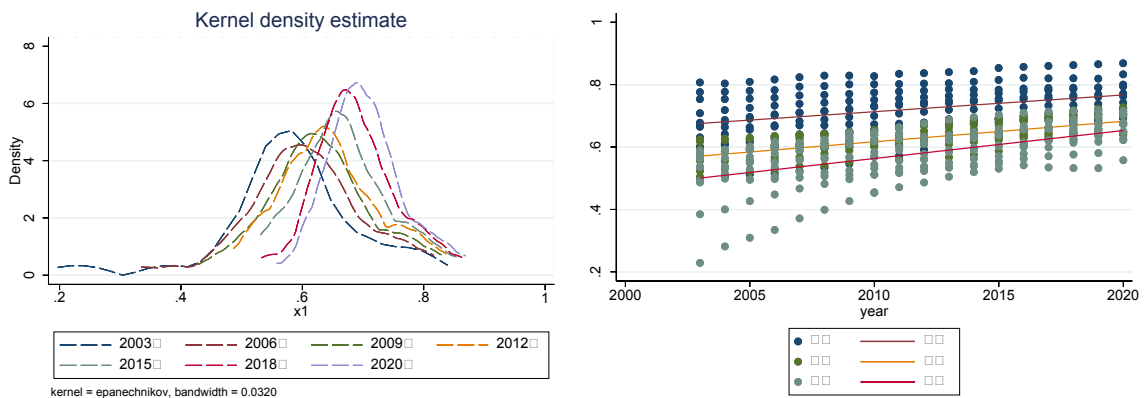 Kernel density estimate
8
6
4
2
0
Density
.2 .4 .6 .8 1
x1
2003□ 2006□ 2009□ 2012□
2015□ 2018□ 2020□
kernel = epanechnikov, bandwidth = 0.0320
1
.8
.6
.4
.2
2000 2005 2010 2015 2020
year
□□ □□
□□ □□
□□ □□